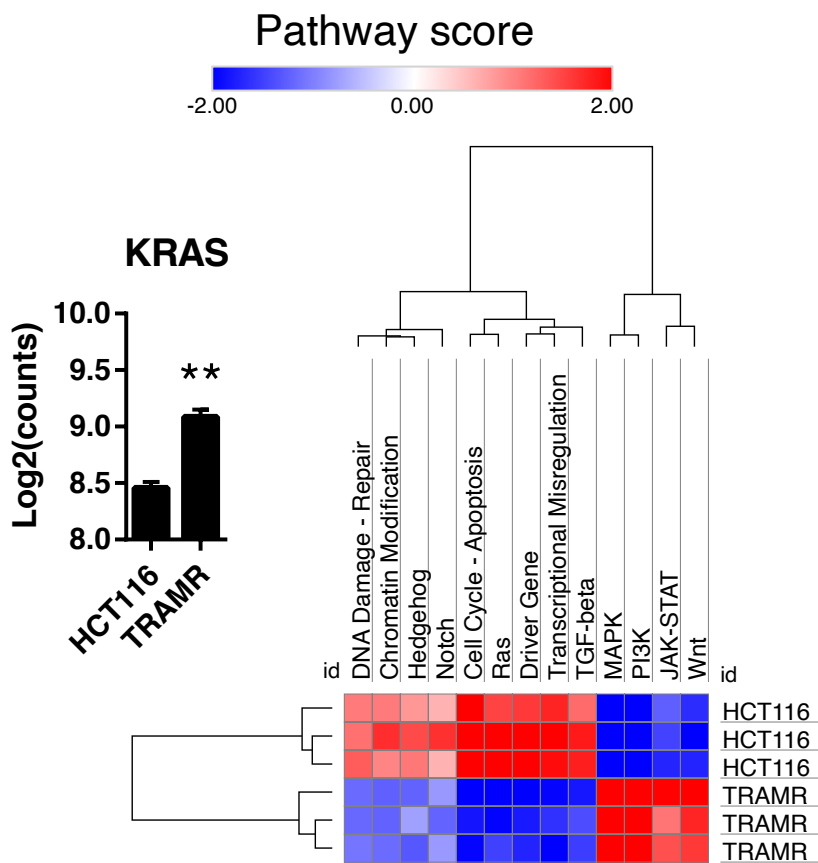 Pathway score
-2.00 0.00 2.00
KRAS
Log2(counts)
10.0
9.5
9.0
8.5
8.0
**
HCT116
TRAMR
id
DNA Damage - Repair
Chromatin Modification
Hedgehog
Notch
Cell Cycle - Apoptosis
Ras
Driver Gene
Transcriptional Misregulation
TGF-beta
MAPK
PI3K
JAK-STAT
Wnt
id
HCT116
HCT116
HCT116
TRAMR
TRAMR
TRAMR